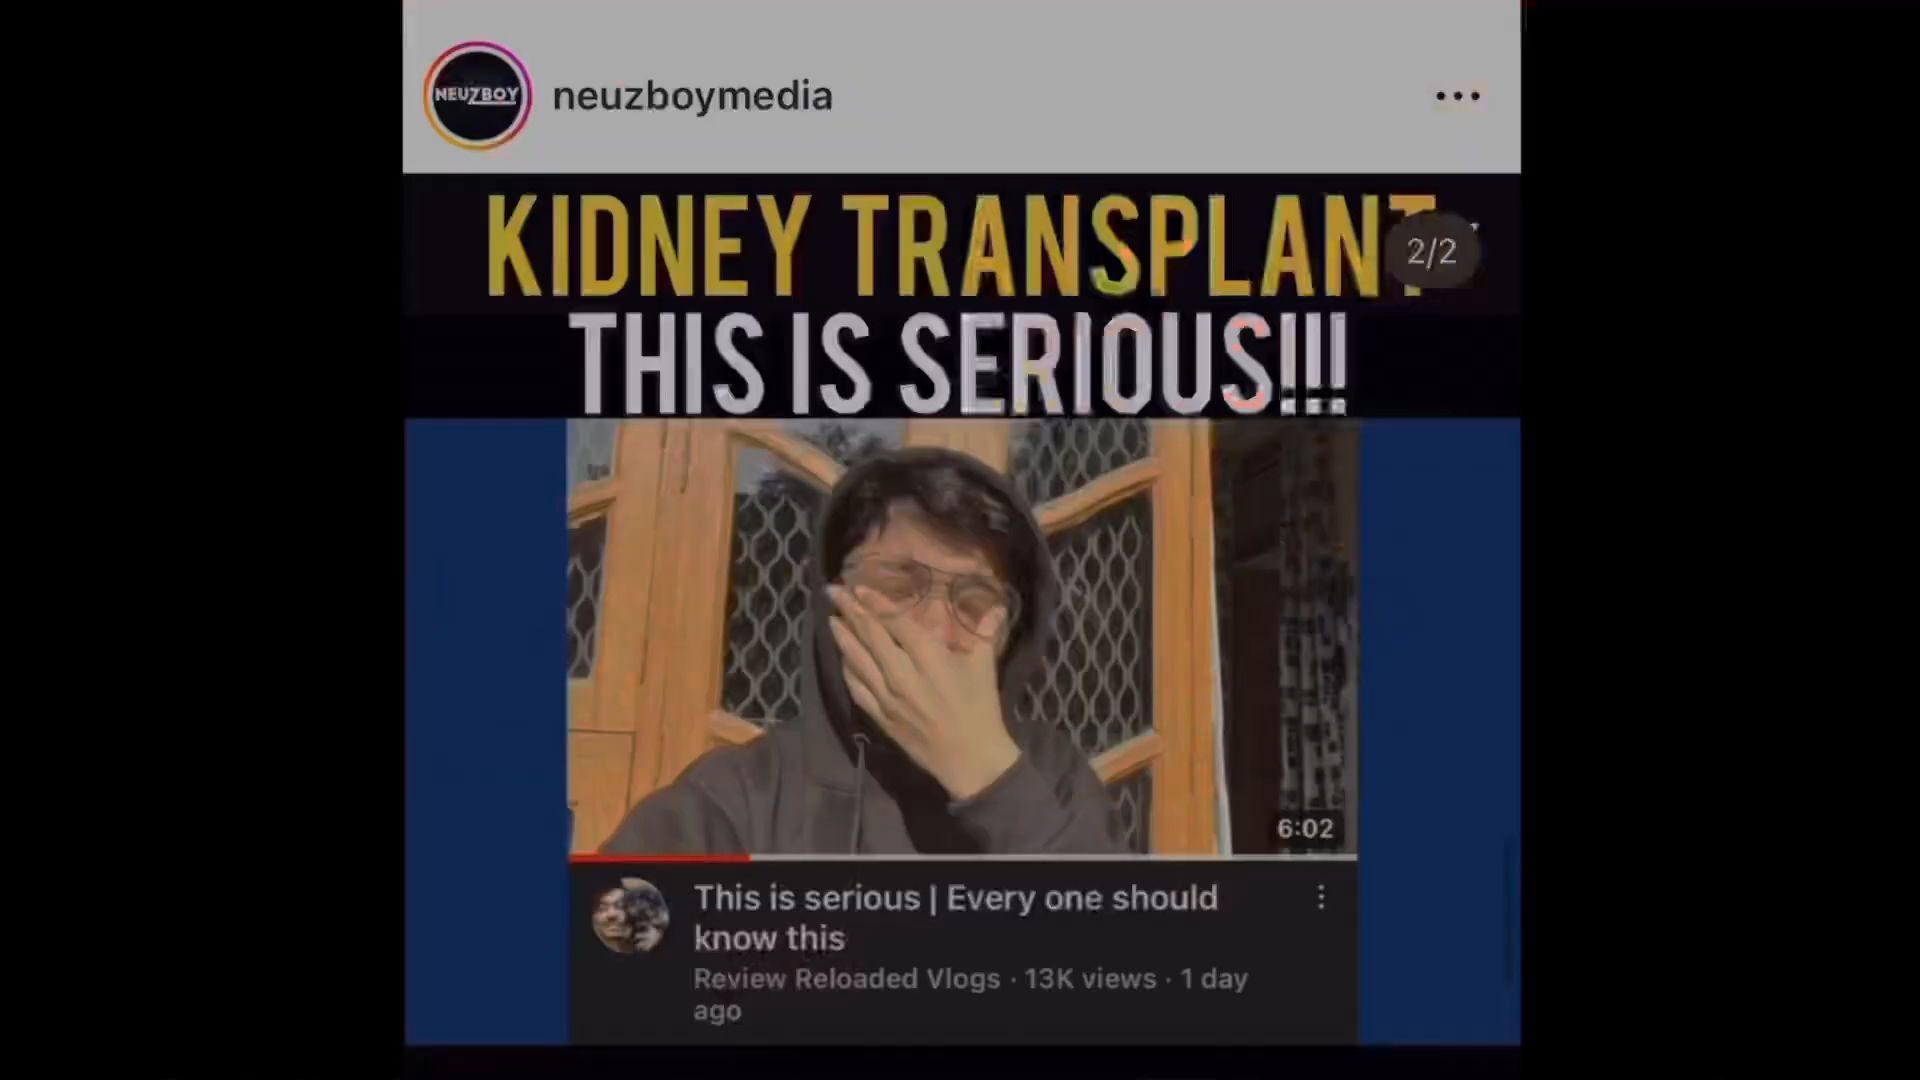 NEUZBOY
neuzboymedia
KIDNEY TRANSPLANT
2/2
THIS IS SERIOUS!!!
6:02
This is serious | Every one should
know this
Review Reloaded Vlogs · 13K views · 1 day
ago